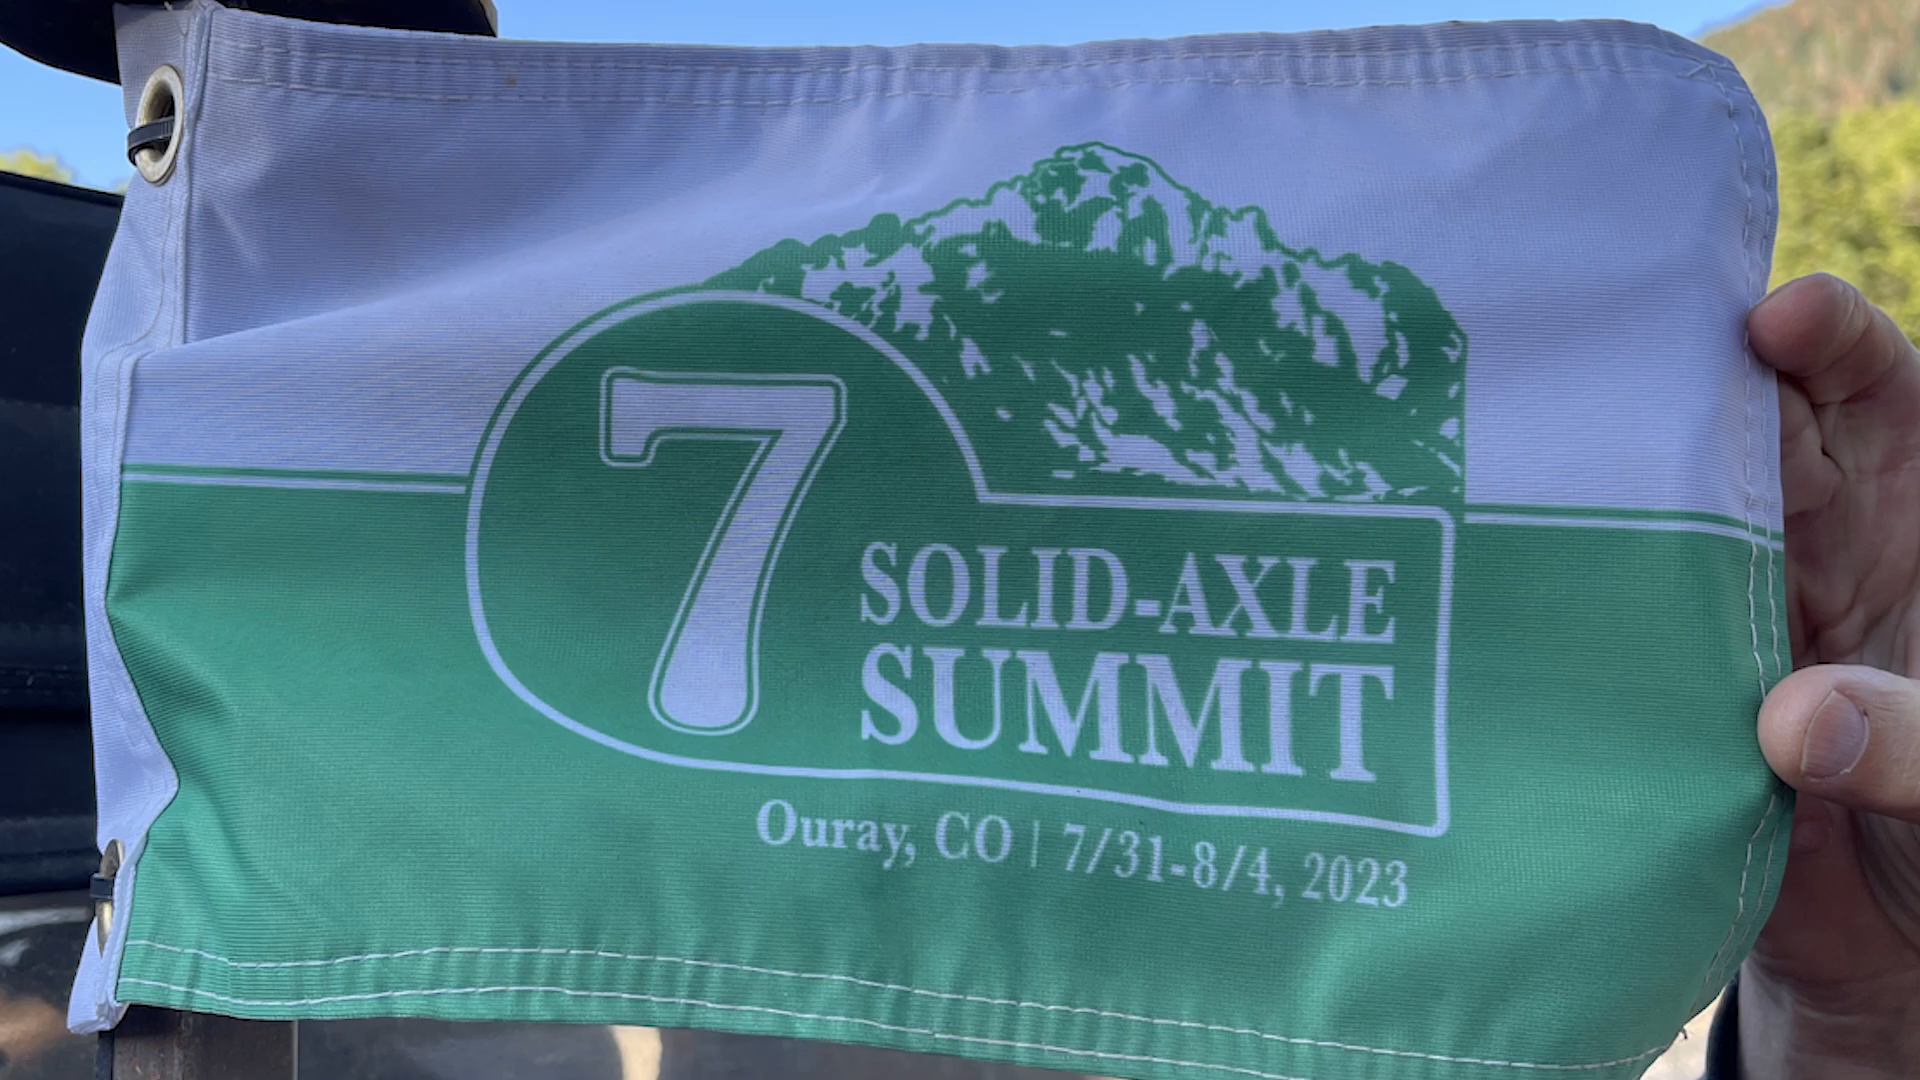 7
SOLID-AXLE
SUMMIT
Ouray, CO | 7/31-8/4, 2023